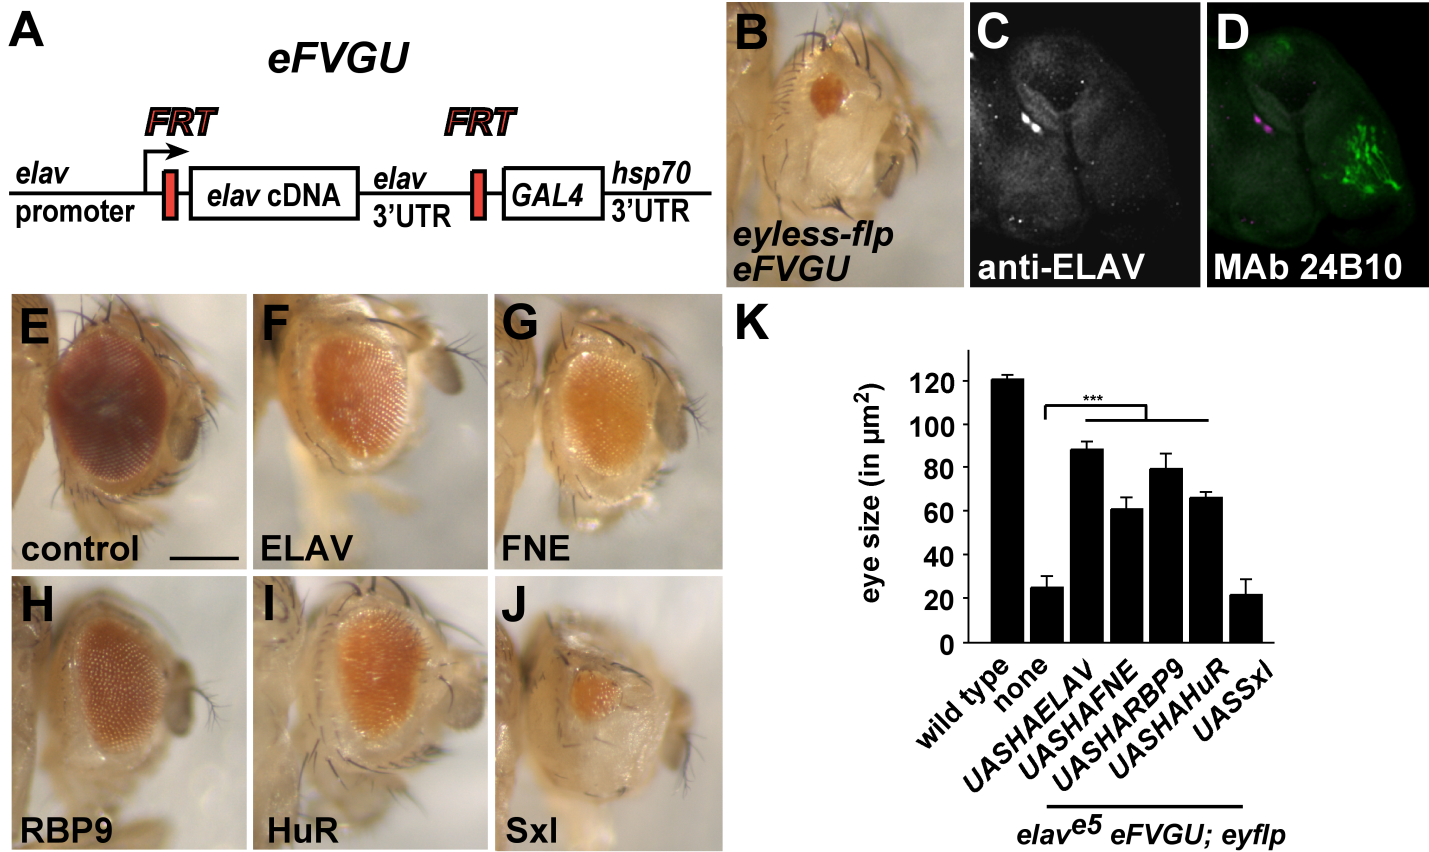 A
eFVGU
FRT
FRT
elav
promoter
elav cDNA
elav
3'UTR
GAL4
hsp70
3'UTR
B
eyless-flp
eFVGU
C
anti-ELAV
D
MAb 24B10
E
control
F
ELAV
G
FNE
H
RBP9
I
HuR
J
Sxl
K
eye size (in µm²)
120
100
80
60
40
20
0
***
wild type
none
UASHAELAV
UASHAFNE
UASHARBP9
UASHAHuR
UASSxl
elavᵉ⁵ eFVGU; eyflp